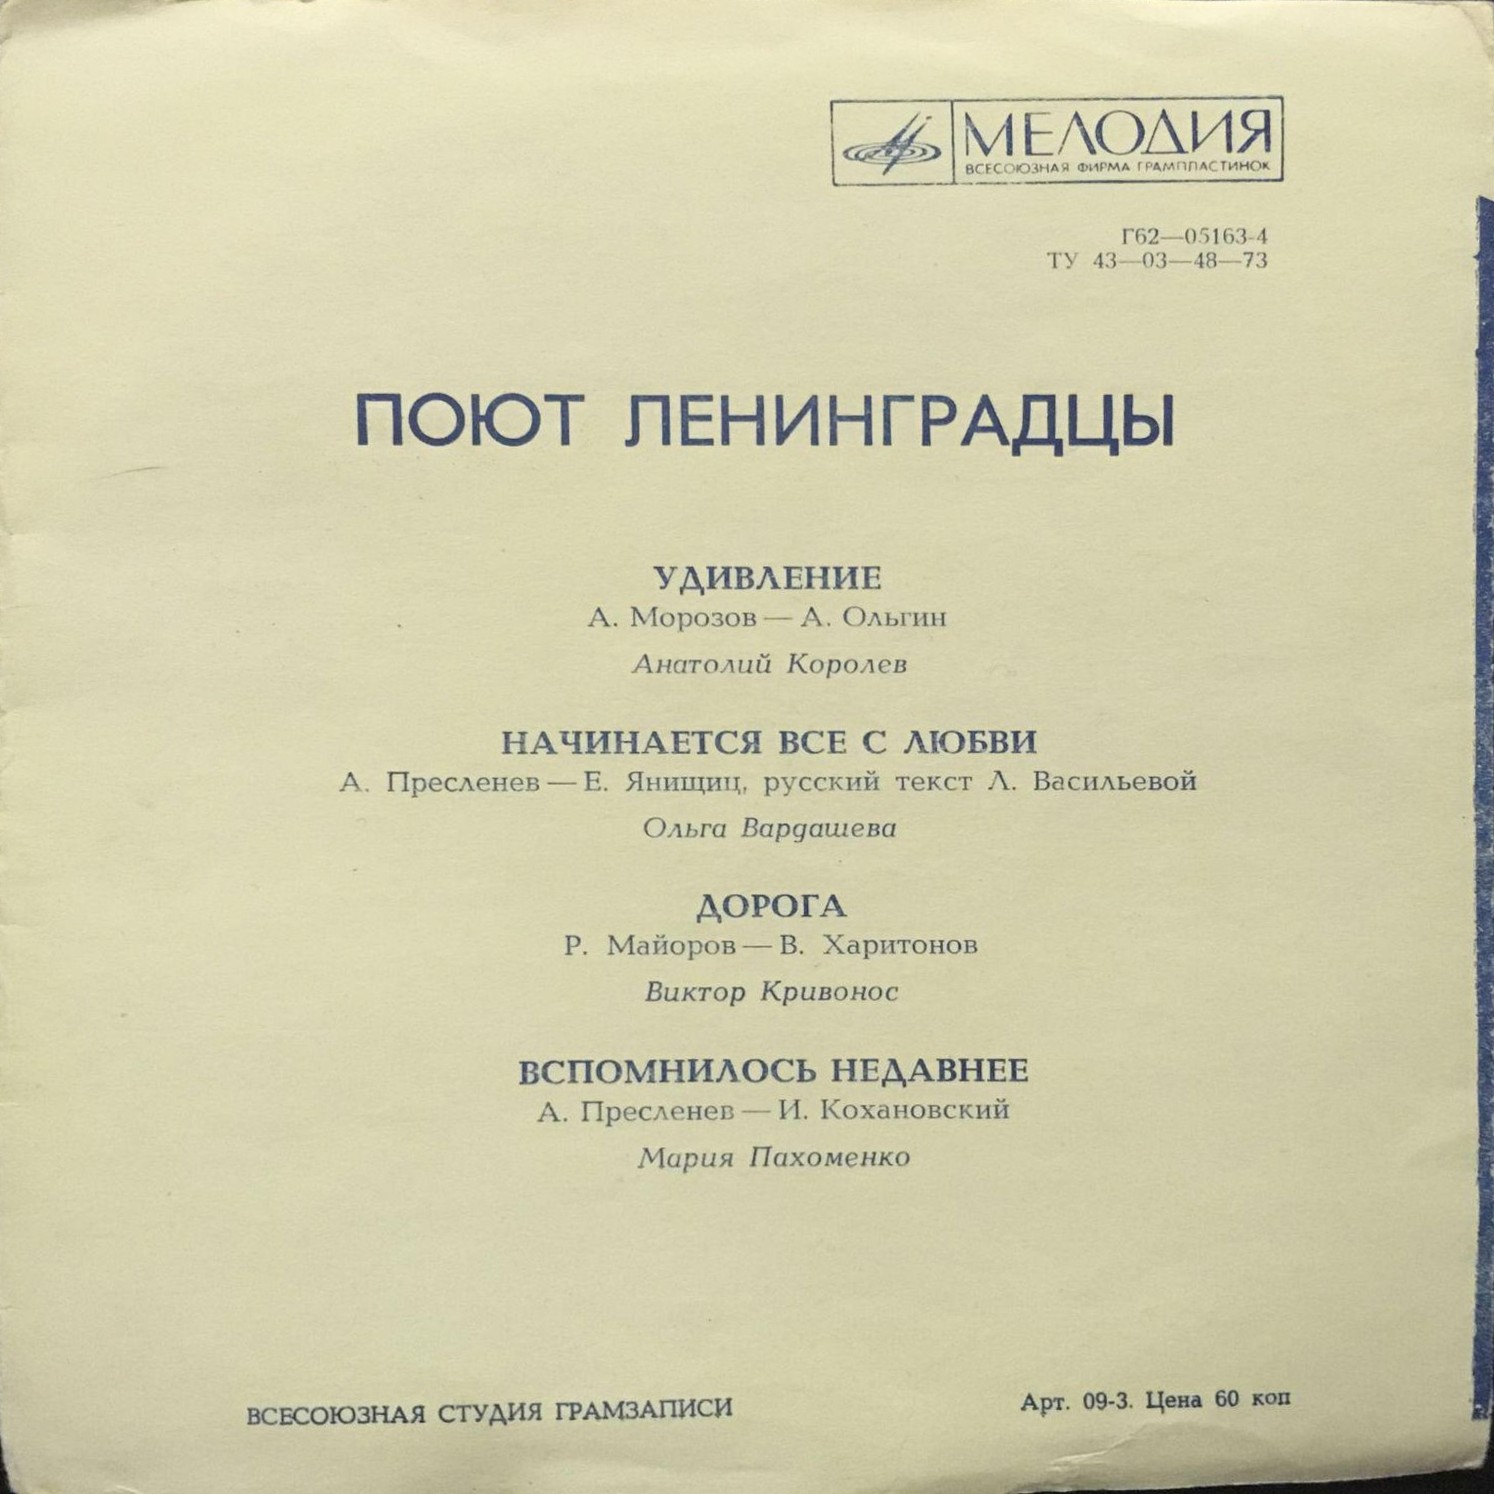 МЕЛОДИЯ
ВСЕСОЮЗНАЯ ФИРМА ГРАМПЛАСТИНОК
Г62—05163-4
ТУ 43—03—48—73
ПОЮТ ЛЕНИНГРАДЦЫ
УДИВЛЕНИЕ
А. Морозов — А. Ольгин
Анатолий Королев
НАЧИНАЕТСЯ ВСЕ С ЛЮБВИ
А. Пресленев — Е. Янищиц, русский текст Л. Васильевой
Ольга Вардашева
ДОРОГА
Р. Майоров — В. Харитонов
Виктор Кривонос
ВСПОМНИЛОСЬ НЕДАВНЕЕ
А. Пресленев — И. Кохановский
Мария Пахоменко
ВСЕСОЮЗНАЯ СТУДИЯ ГРАМЗАПИСИ
Арт. 09-3. Цена 60 коп